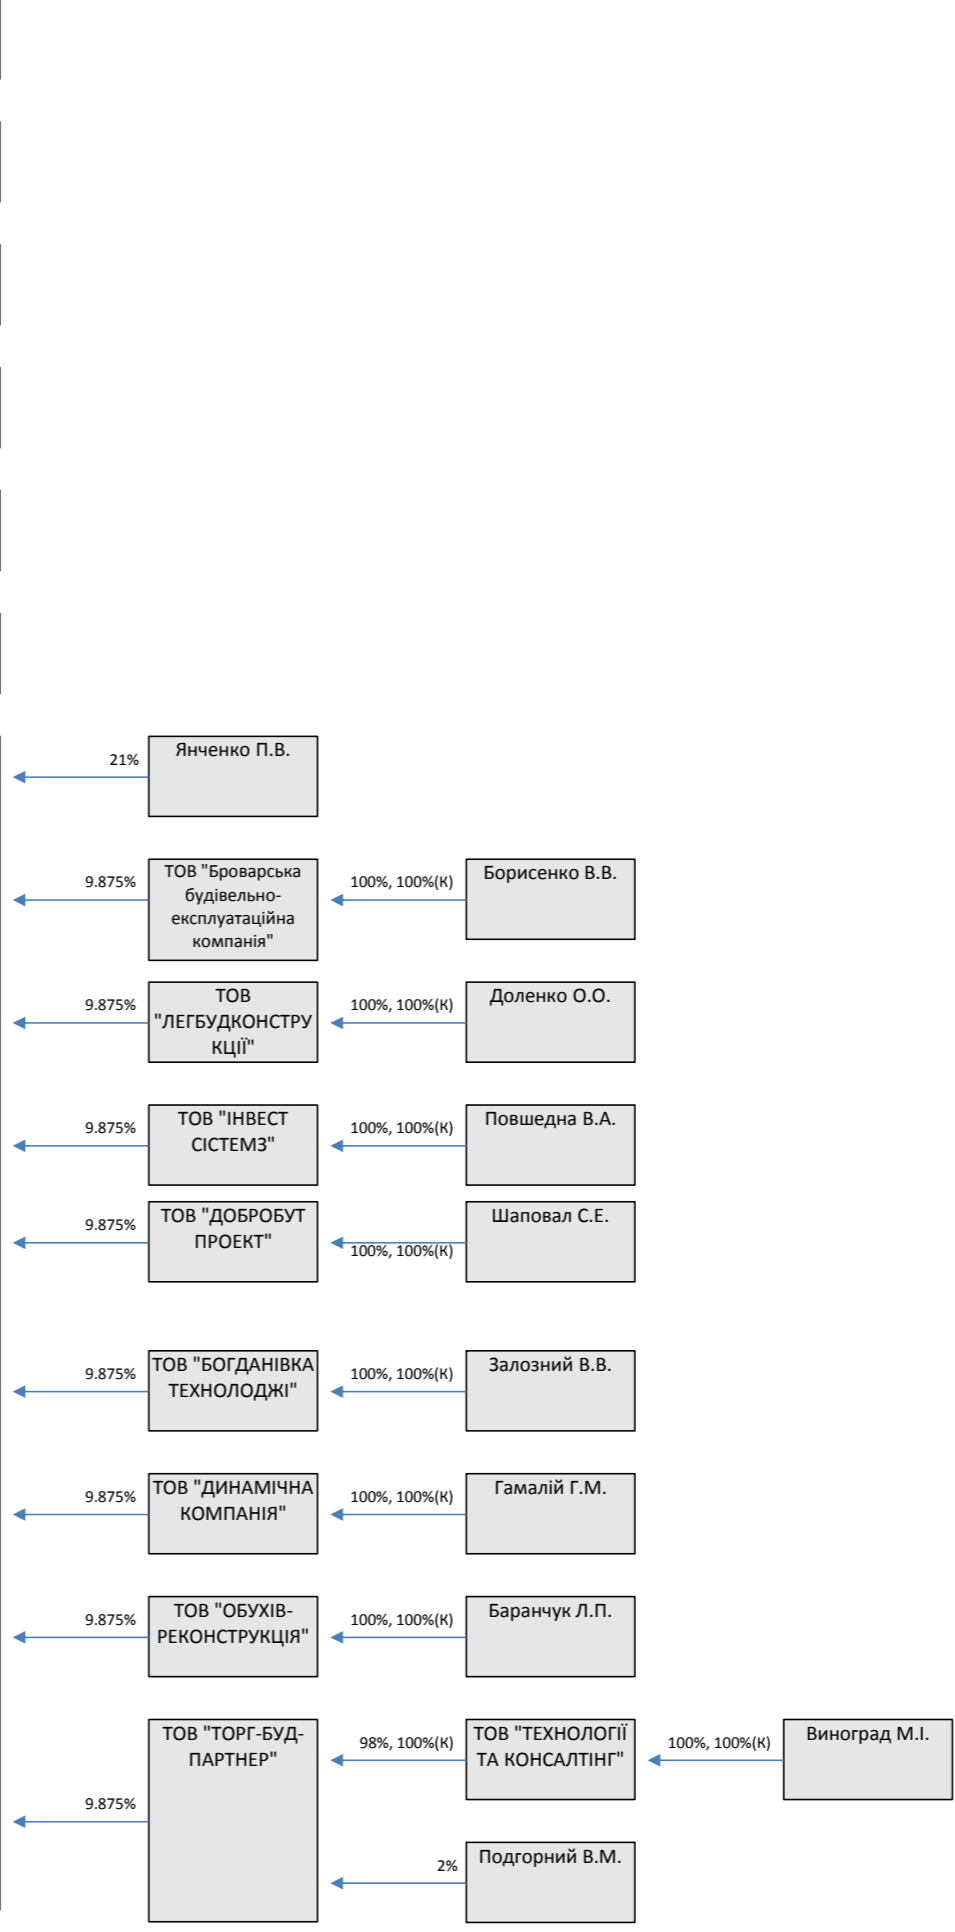 21%
Янченко П.В.
9.875%
ТОВ "Броварська
будівельно-
експлуатаційна
компанія"
100%, 100%(К)
Борисенко В.В.
9.875%
ТОВ
"ЛЕГБУДКОНСТРУ
КЦІЇ"
100%, 100%(К)
Доленко О.О.
9.875%
ТОВ "ІНВЕСТ
СІСТЕМЗ"
100%, 100%(К)
Повшедна В.А.
9.875%
ТОВ "ДОБРОБУТ
ПРОЕКТ"
100%, 100%(К)
Шаповал С.Е.
9.875%
ТОВ "БОГДАНІВКА
ТЕХНОЛОДЖІ"
100%, 100%(К)
Залозний В.В.
9.875%
ТОВ "ДИНАМІЧНА
КОМПАНІЯ"
100%, 100%(К)
Гамалій Г.М.
9.875%
ТОВ "ОБУХІВ-
РЕКОНСТРУКЦІЯ"
100%, 100%(К)
Баранчук Л.П.
9.875%
ТОВ "ТОРГ-БУД-
ПАРТНЕР"
98%, 100%(К)
ТОВ "ТЕХНОЛОГІЇ
ТА КОНСАЛТІНГ"
100%, 100%(К)
Виноград М.І.
2%
Подгорний В.М.